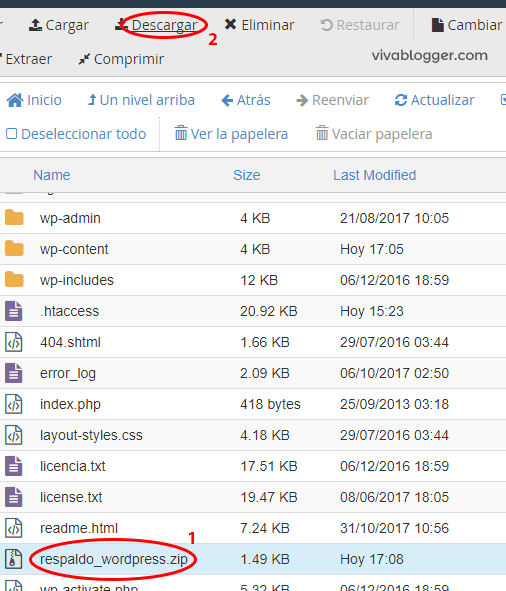 Cargar Descargar Eliminar Restaurar Cambiar
2
Extraer Comprimir vivablogger.com
Inicio Un nivel arriba Atrás Reenviar Actualizar
Deseleccionar todo Ver la papelera Vaciar papelera
Name Size Last Modified
wp-admin 4 KB 21/08/2017 10:05
wp-content 4 KB Hoy 17:05
wp-includes 12 KB 06/12/2016 18:59
.htaccess 20.92 KB Hoy 15:23
404.shtml 1.66 KB 29/07/2016 03:44
error_log 2.09 KB 06/10/2017 02:50
index.php 418 bytes 25/09/2013 03:18
layout-styles.css 4.18 KB 29/07/2016 03:44
licencia.txt 17.51 KB 06/12/2016 18:59
license.txt 19.47 KB 08/06/2017 18:05
readme.html 7.24 KB 31/10/2017 10:56
1
respaldo_wordpress.zip 1.49 KB Hoy 17:08
wp-activate.php 5.32 KB 06/12/2016 18:59